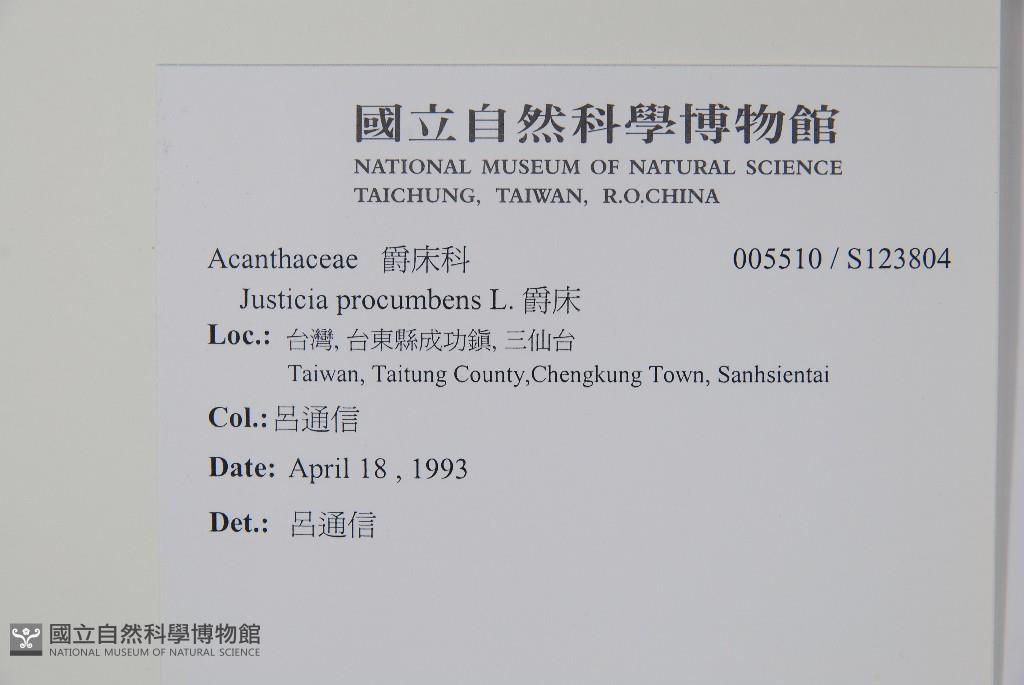 國立自然科學博物館
NATIONAL MUSEUM OF NATURAL SCIENCE
TAICHUNG, TAIWAN, R.O.CHINA
Acanthaceae 爵床科 005510 / S123804
Justicia procumbens L. 爵床
Loc.: 台灣, 台東縣成功鎮, 三仙台
Taiwan, Taitung County,Chengkung Town, Sanhsientai
Col.: 呂通信
Date: April 18 , 1993
Det.: 呂通信
國立自然科學博物館
NATIONAL MUSEUM OF NATURAL SCIENCE